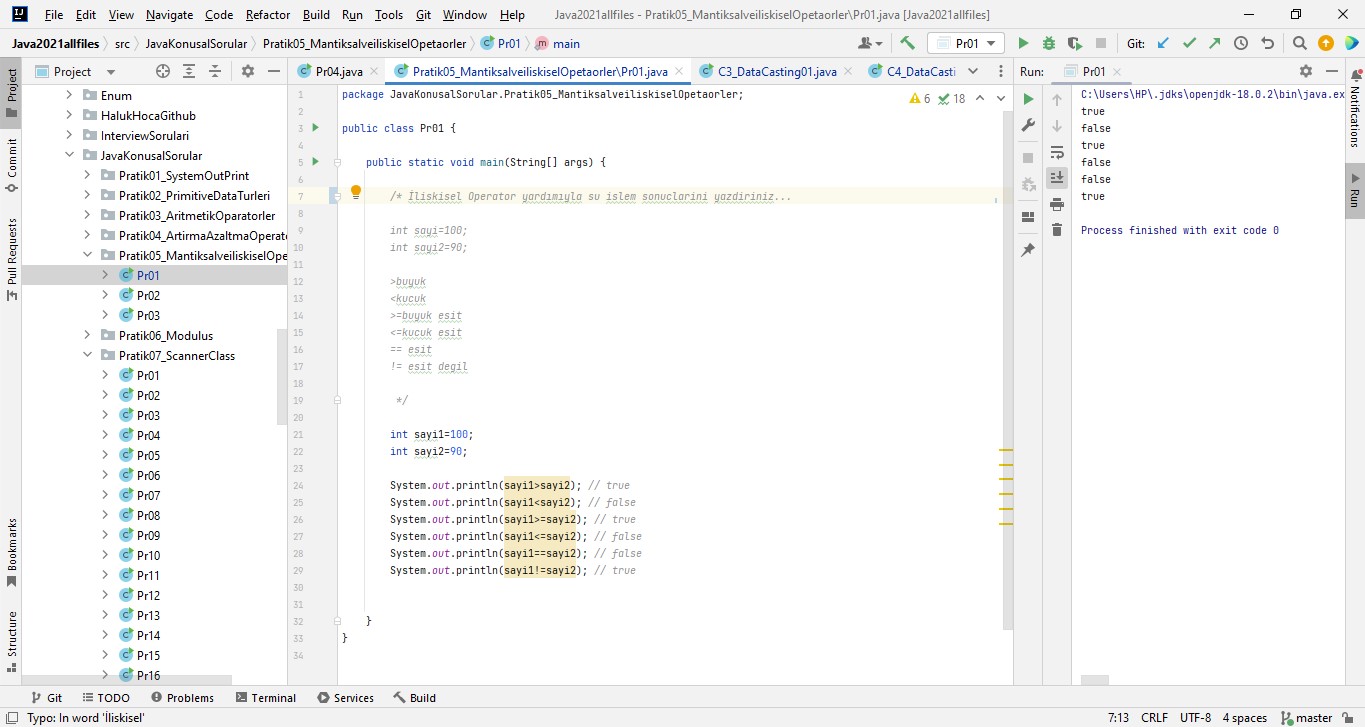 File Edit View Navigate Code Refactor Build Run Tools Git Window Help Java2021allfiles - Pratik05_MantiksalveiliskiselOpetaorler\Pr01.java [Java2021allfiles]
Java2021allfiles src JavaKonusalSorular Pratik05_MantiksalveiliskiselOpetaorler Pr01 main Pr01 Git:
Project
Pr04.java Pratik05_MantiksalveiliskiselOpetaorler\Pr01.java C3_DataCasting01.java C4_DataCasti
Run: Pr01
Project
Commit
Pull Requests
Bookmarks
Structure
Enum
HalukHocaGithub
InterviewSorulari
JavaKonusalSorular
Pratik01_SystemOutPrint
Pratik02_PrimitiveDataTurleri
Pratik03_AritmetikOparatorler
Pratik04_ArtirmaAzaltmaOperato
Pratik05_MantiksalveiliskiselOpe
Pr01
Pr02
Pr03
Pratik06_Modulus
Pratik07_ScannerClass
Pr01
Pr02
Pr03
Pr04
Pr05
Pr06
Pr07
Pr08
Pr09
Pr10
Pr11
Pr12
Pr13
Pr14
Pr15
Pr16
6 18
1 package JavaKonusalSorular.Pratik05_MantiksalveiliskiselOpetaorler;
2
3 public class Pr01 {
4
5 public static void main(String[] args) {
6
7 /* İliskisel Operator yardımıyla su islem sonuclarini yazdiriniz...
8
9 int sayi=100;
10 int sayi2=90;
11
12 >buyuk
13 <kucuk
14 >=buyuk esit
15 <=kucuk esit
16 == esit
17 != esit degil
18
19 */
20
21 int sayi1=100;
22 int sayi2=90;
23
24 System.out.println(sayi1>sayi2); // true
25 System.out.println(sayi1<sayi2); // false
26 System.out.println(sayi1>=sayi2); // true
27 System.out.println(sayi1<=sayi2); // false
28 System.out.println(sayi1==sayi2); // false
29 System.out.println(sayi1!=sayi2); // true
30
31
32 }
33 }
34
C:\Users\HP\.jdks\openjdk-18.0.2\bin\java.ex
true
false
true
false
false
true
Process finished with exit code 0
Notifications
Run
Git TODO Problems Terminal Services Build
Typo: In word 'İliskisel' 7:13 CRLF UTF-8 4 spaces master